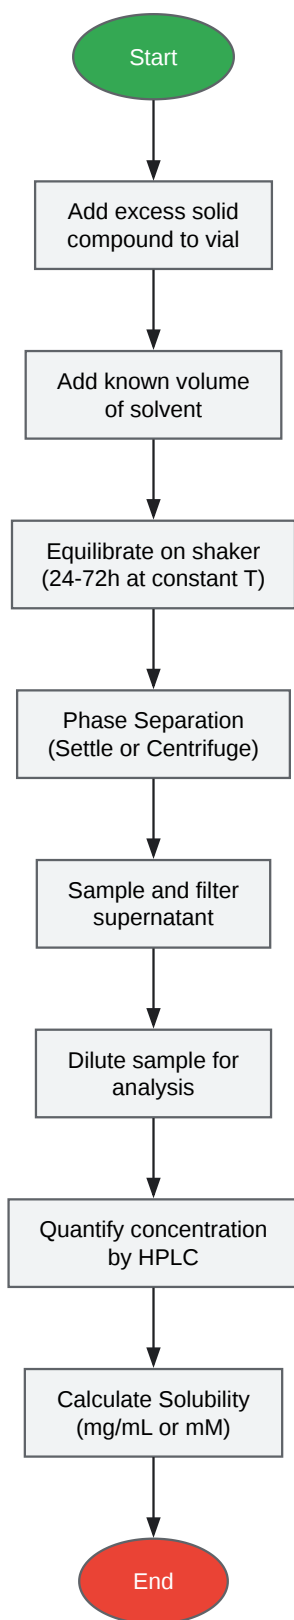 Start
Add excess solid
compound to vial
Add known volume
of solvent
Equilibrate on shaker
(24-72h at constant T)
Phase Separation
(Settle or Centrifuge)
Sample and filter
supernatant
Dilute sample for
analysis
Quantify concentration
by HPLC
Calculate Solubility
(mg/mL or mM)
End